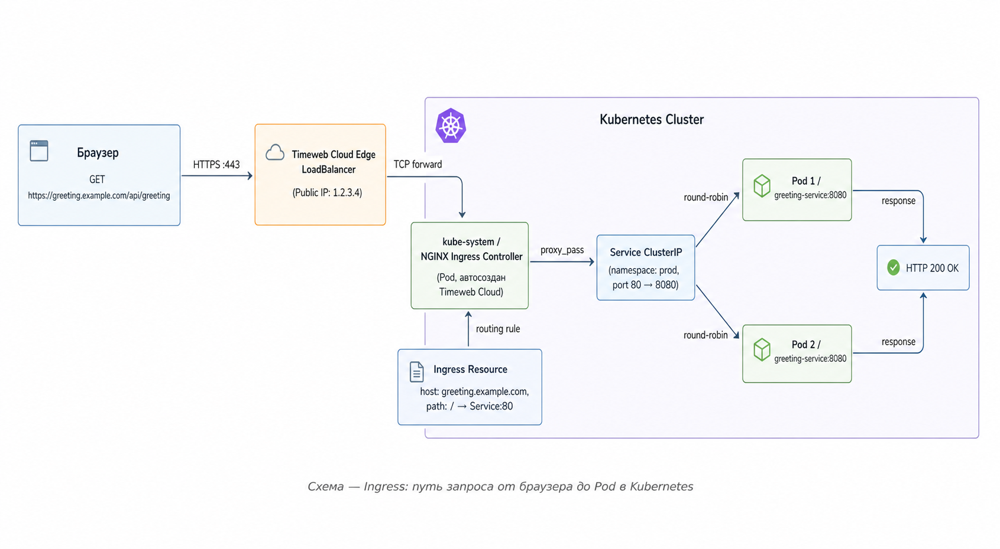 Kubernetes Cluster
Браузер
GET
https://greeting.example.com/api/greeting
HTTPS :443
Timeweb Cloud Edge
LoadBalancer
(Public IP: 1.2.3.4)
TCP forward
kube-system /
NGINX Ingress Controller
(Pod, автосоздан
Timeweb Cloud)
routing rule
Ingress Resource
host: greeting.example.com,
path: / → Service:80
proxy_pass
Service ClusterIP
(namespace: prod,
port 80 → 8080)
round-robin
Pod 1 /
greeting-service:8080
response
round-robin
Pod 2 /
greeting-service:8080
response
HTTP 200 OK
Схема — Ingress: путь запроса от браузера до Pod в Kubernetes